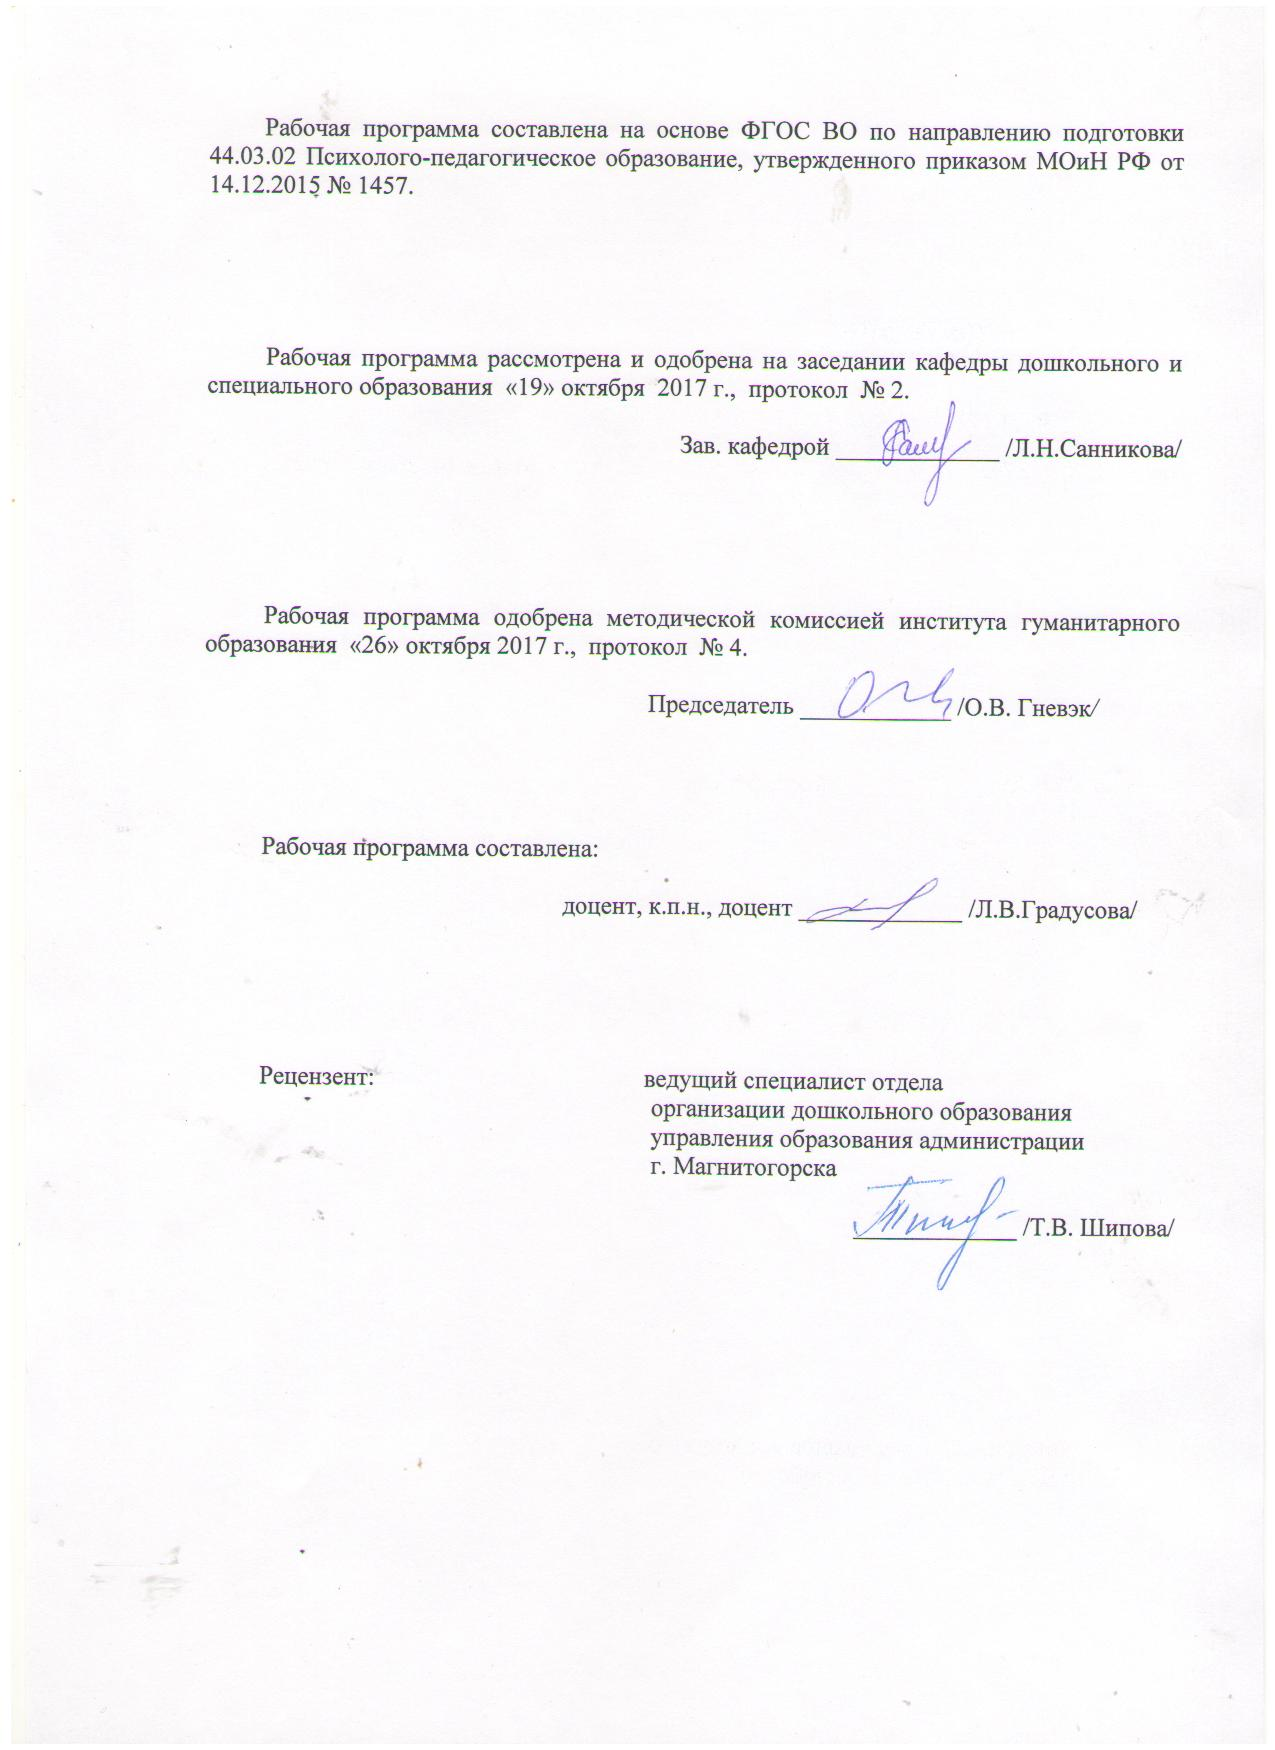 Рабочая программа составлена на основе ФГОС ВО по направлению подготовки
44.03.02 Психолого-педагогическое образование, утвержденного приказом МОиН РФ от
14.12.2015 № 1457.
Рабочая программа рассмотрена и одобрена на заседании кафедры дошкольного и
специального образования «19» октября 2017 г., протокол № 2.
Зав. кафедрой _____________ /Л.Н.Санникова/
Рабочая программа одобрена методической комиссией института гуманитарного
образования «26» октября 2017 г., протокол № 4.
Председатель ____________ /О.В. Гневэк/
Рабочая программа составлена:
доцент, к.п.н., доцент _____________ /Л.В.Градусова/
Рецензент: ведущий специалист отдела
организации дошкольного образования
управления образования администрации
г. Магнитогорска
_____________ /Т.В. Шипова/